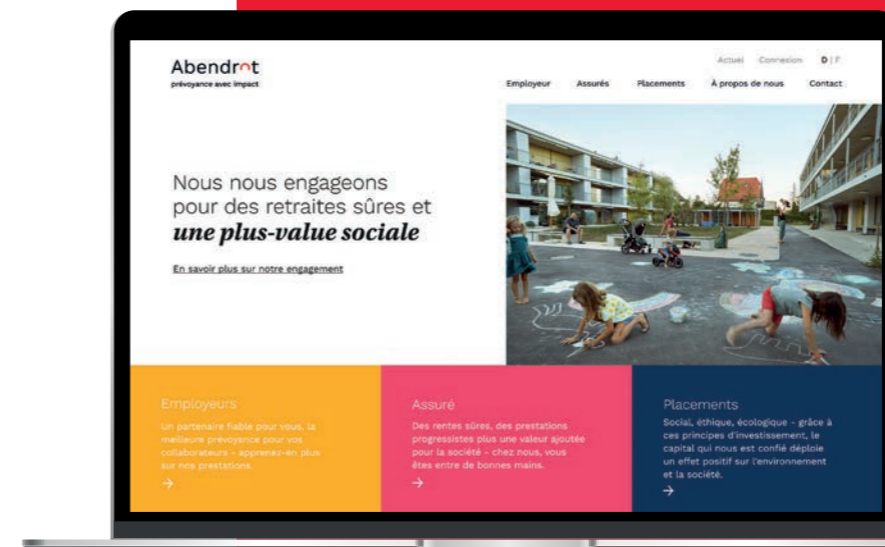 Abendrot
prévoyance avec impact
Actuel Connexion D | F
Employeur Assurés Placements À propos de nous Contact
Nous nous engageons
pour des retraites sûres et
une plus-value sociale
En savoir plus sur notre engagement
Employeurs
Un partenaire fiable pour vous, la
meilleure prévoyance pour vos
collaborateurs - apprenez-en plus
sur nos prestations.
→
Assuré
Des rentes sûres, des prestations
progressistes plus une valeur ajoutée
pour la société - chez nous, vous
êtes entre de bonnes mains.
→
Placements
Social, éthique, écologique - grâce à
ces principes d'investissement, le
capital qui nous est confié déploie
un effet positif sur l'environnement
et la société.
→